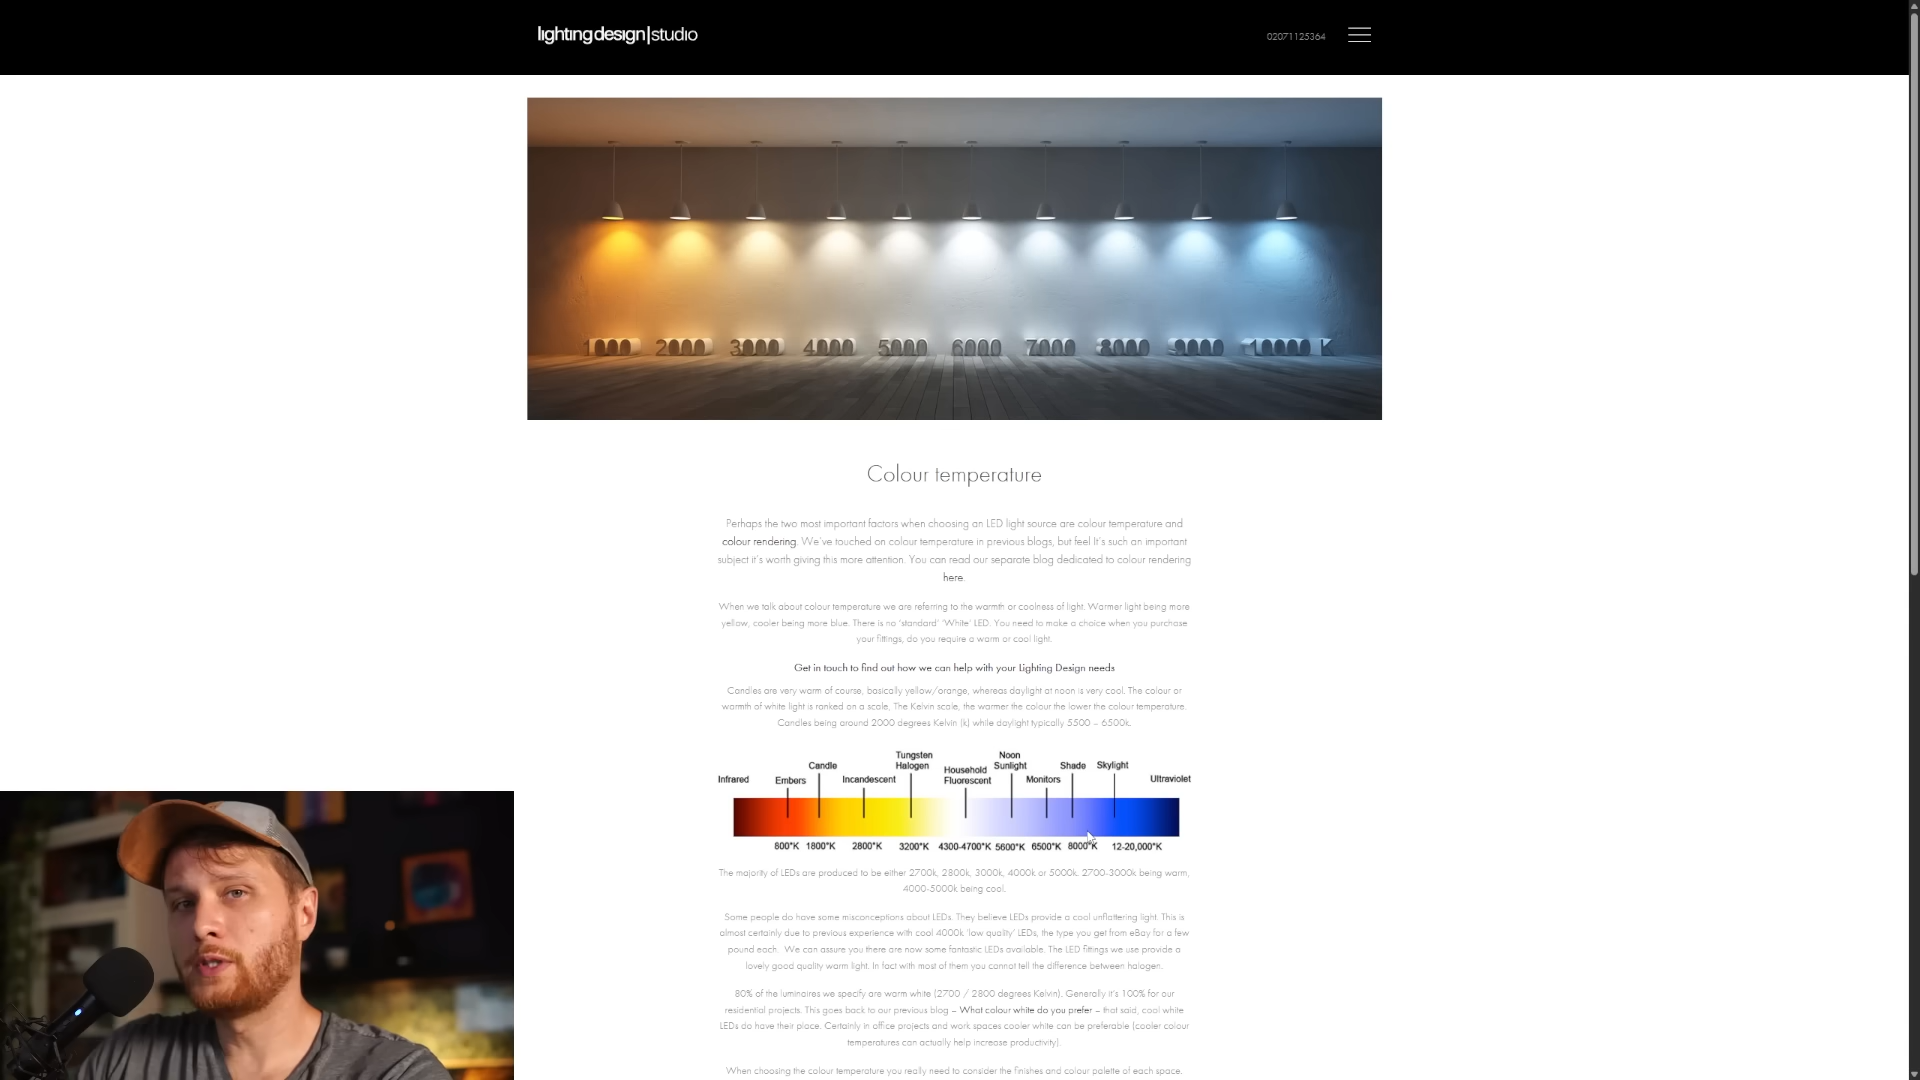 lightingdesign|studio
02071125364
1000 2000 3000 4000 5000 6000 7000 8000 9000 10000 K
Colour temperature
Perhaps the two most important factors when choosing an LED light source are colour temperature and
colour rendering. We've touched on colour temperature in previous blogs, but feel It's such an important
subject it's worth giving this more attention. You can read our separate blog dedicated to colour rendering
here.
When we talk about colour temperature we are referring to the warmth or coolness of light. Warmer light being more
yellow, cooler being more blue. There is no 'standard' 'White' LED. You need to make a choice when you purchase
your fittings, do you require a warm or cool light.
Get in touch to find out how we can help with your Lighting Design needs
Candles are very warm of course, basically yellow/orange, whereas daylight at noon is very cool. The colour or
warmth of white light is ranked on a scale, The Kelvin scale, the warmer the colour the lower the colour temperature.
Candles being around 2000 degrees Kelvin (k) while daylight typically 5500 – 6500k.
Infrared
Embers
Candle
Incandescent
Tungsten
Halogen
Household
Fluorescent
Noon
Sunlight
Monitors
Shade
Skylight
Ultraviolet
800°K 1800°K 2800°K 3200°K 4300-4700°K 5600°K 6500°K 8000°K 12-20,000°K
The majority of LEDs are produced to be either 2700k, 2800k, 3000k, 4000k or 5000k. 2700-3000k being warm,
4000-5000k being cool.
Some people do have some misconceptions about LEDs. They believe LEDs provide a cool unflattering light. This is
almost certainly due to previous experience with cool 4000k 'low quality' LEDs, the type you get from eBay for a few
pound each. We can assure you there are now some fantastic LEDs available. The LED fittings we use provide a
lovely good quality warm light. In fact with most of them you cannot tell the difference between halogen.
80% of the luminaires we specify are warm white (2700 / 2800 degrees Kelvin). Generally it's 100% for our
residential projects. This goes back to our previous blog – What colour white do you prefer – that said, cool white
LEDs do have their place. Certainly in office projects and work spaces cooler white can be preferable (cooler colour
temperatures can actually help increase productivity).
When choosing the colour temperature you really need to consider the finishes and colour palette of each space.